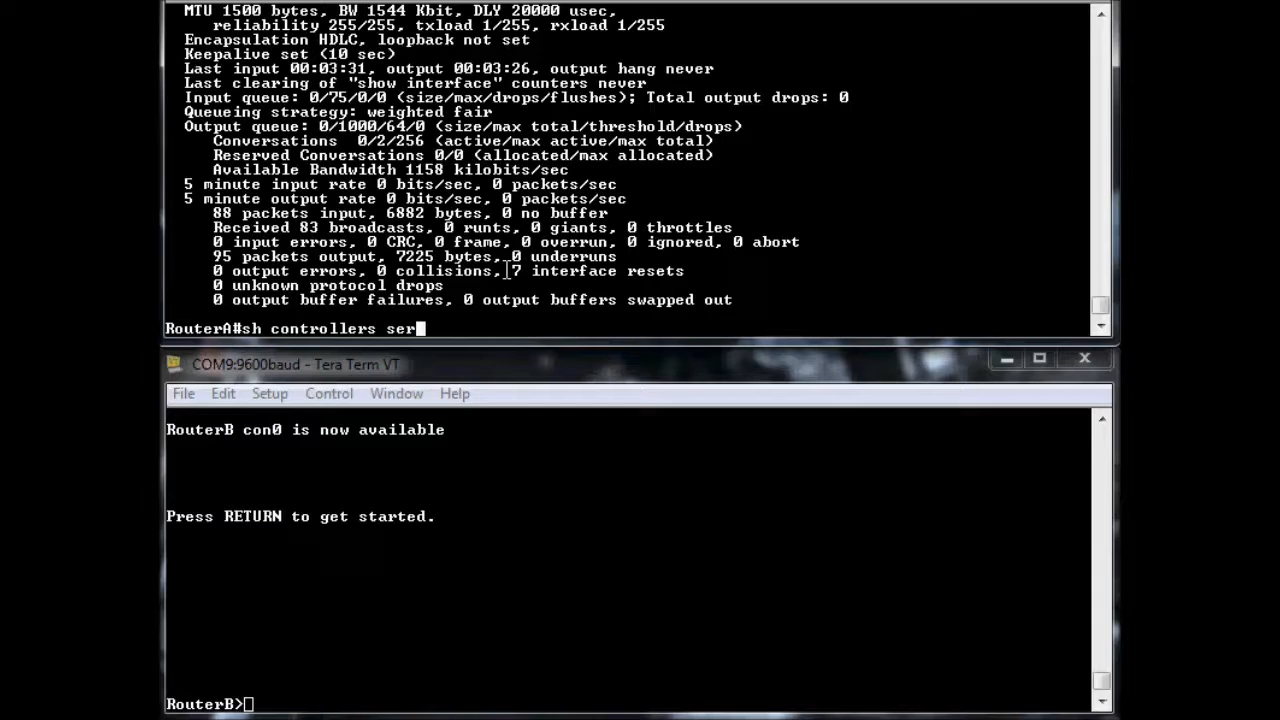 MTU 1500 bytes, BW 1544 Kbit, DLY 20000 usec,
reliability 255/255, txload 1/255, rxload 1/255
Encapsulation HDLC, loopback not set
Keepalive set (10 sec)
Last input 00:03:31, output 00:03:26, output hang never
Last clearing of "show interface" counters never
Input queue: 0/75/0/0 (size/max/drops/flushes); Total output drops: 0
Queueing strategy: weighted fair
Output queue: 0/1000/64/0 (size/max total/threshold/drops)
Conversations  0/2/256 (active/max active/max total)
Reserved Conversations 0/0 (allocated/max allocated)
Available Bandwidth 1158 kilobits/sec
5 minute input rate 0 bits/sec, 0 packets/sec
5 minute output rate 0 bits/sec, 0 packets/sec
88 packets input, 6882 bytes, 0 no buffer
Received 83 broadcasts, 0 runts, 0 giants, 0 throttles
0 input errors, 0 CRC, 0 frame, 0 overrun, 0 ignored, 0 abort
95 packets output, 7225 bytes, 0 underruns
0 output errors, 0 collisions, 7 interface resets
0 unknown protocol drops
0 output buffer failures, 0 output buffers swapped out
RouterA#sh controllers ser
COM9:9600baud - Tera Term VT
File Edit Setup Control Window Help
RouterB con0 is now available
Press RETURN to get started.
RouterB>